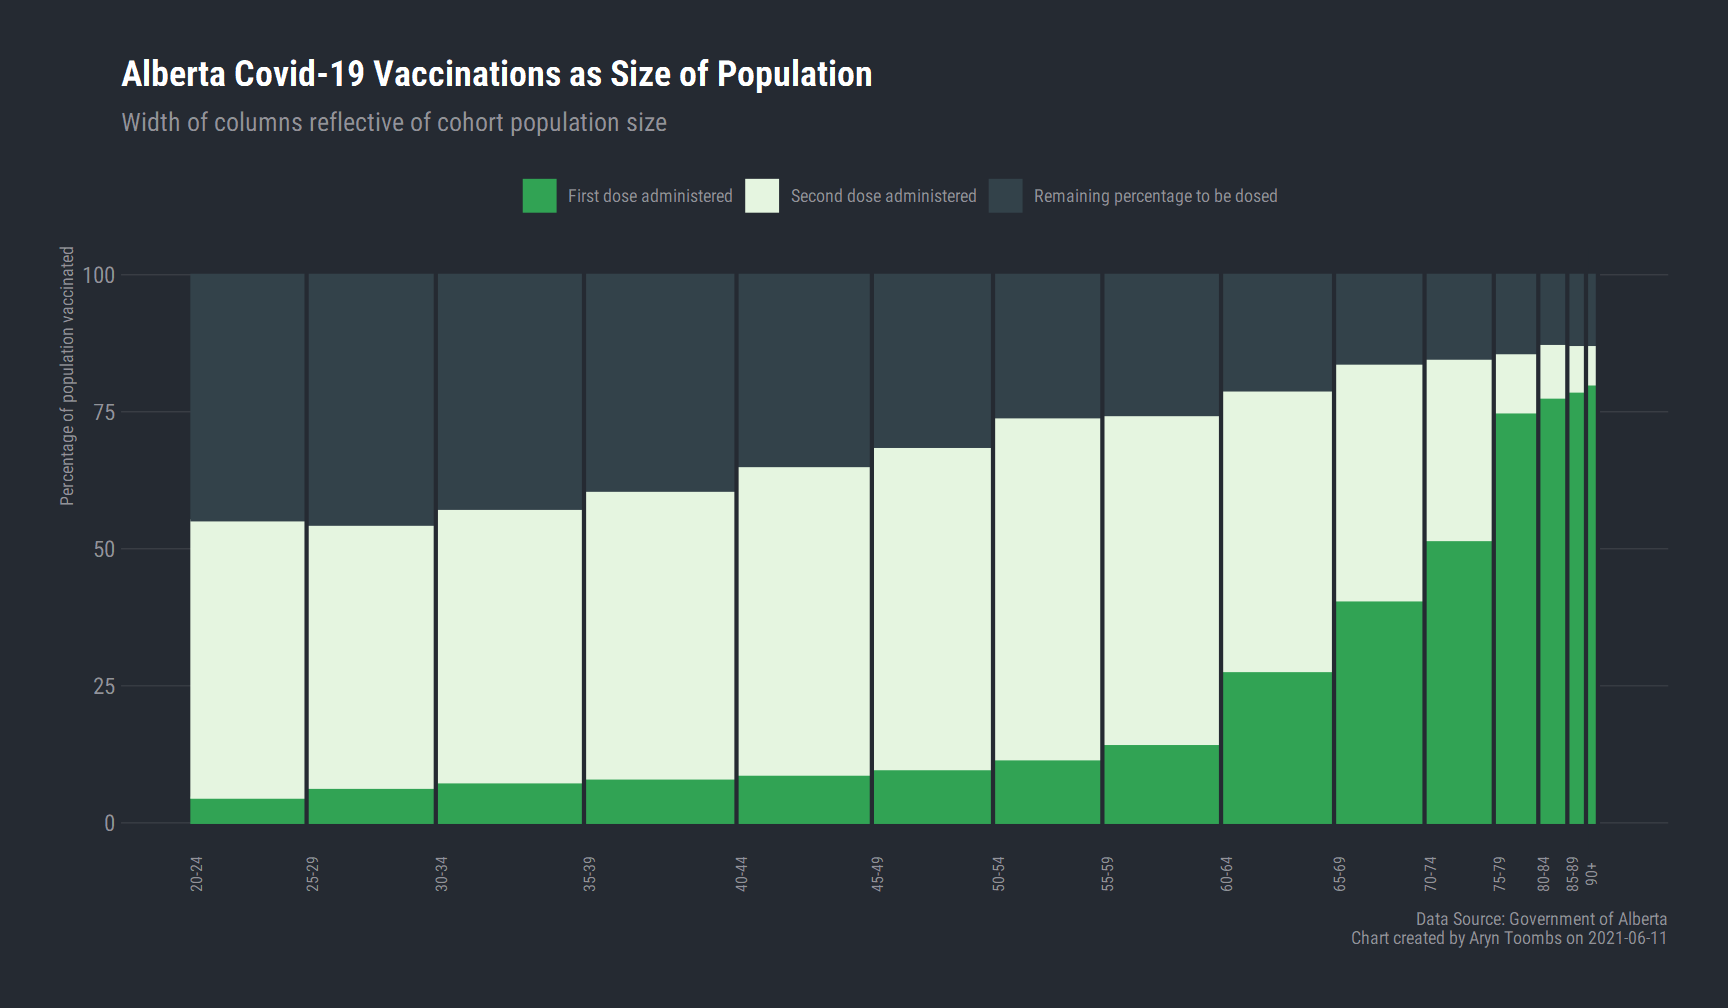 Alberta Covid-19 Vaccinations as Size of Population
Width of columns reflective of cohort population size
First dose administered
Second dose administered
Remaining percentage to be dosed
Percentage of population vaccinated
100
75
50
25
0
20-24
25-29
30-34
35-39
40-44
45-49
50-54
55-59
60-64
65-69
70-74
75-79
80-84
85-89
90+
Data Source: Government of Alberta
Chart created by Aryn Toombs on 2021-06-11